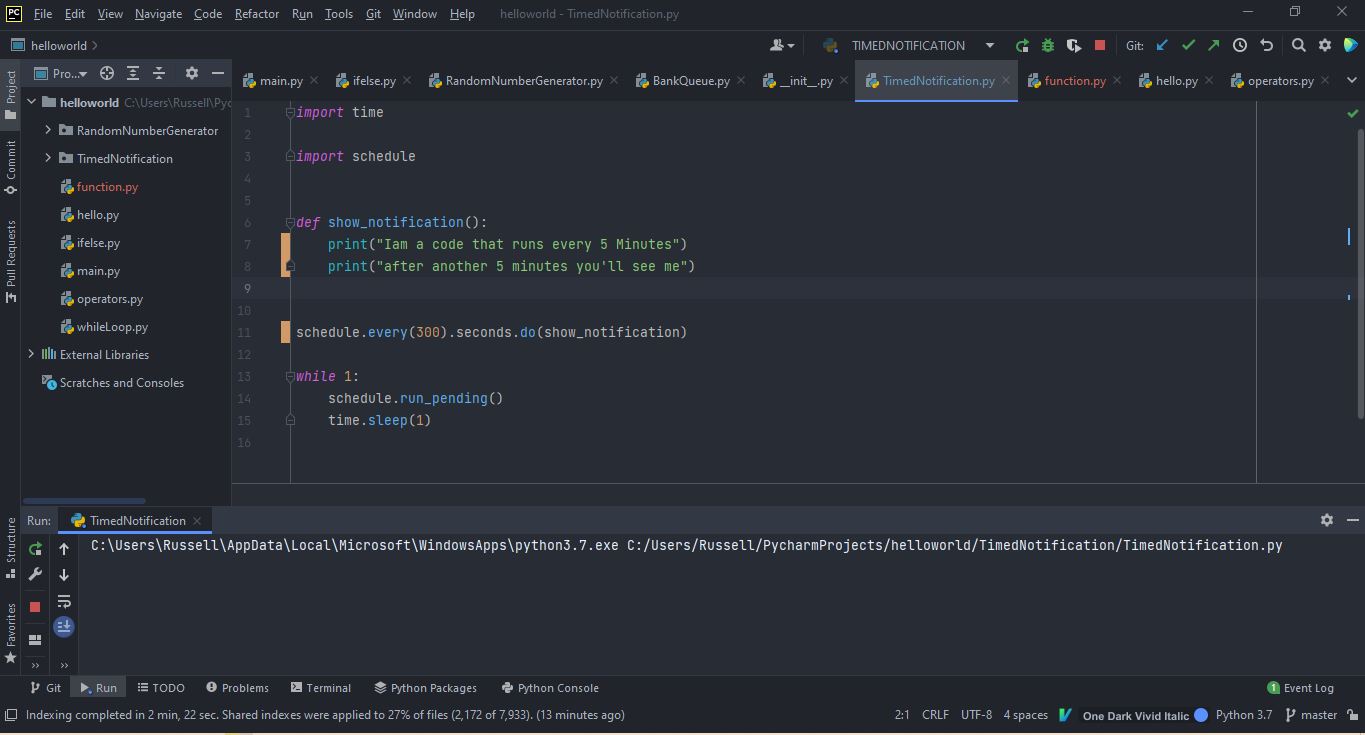 PC File Edit View Navigate Code Refactor Run Tools Git Window Help helloworld - TimedNotification.py
helloworld TIMEDNOTIFICATION Git:
Project
Commit
Pull Requests
Pro...
main.py ifelse.py RandomNumberGenerator.py BankQueue.py __init__.py TimedNotification.py function.py hello.py operators.py
helloworld C:\Users\Russell\Pyc
RandomNumberGenerator
TimedNotification
function.py
hello.py
ifelse.py
main.py
operators.py
whileLoop.py
External Libraries
Scratches and Consoles
1 import time
2
3 import schedule
4
5
6 def show_notification():
7 print("Iam a code that runs every 5 Minutes")
8 print("after another 5 minutes you'll see me")
9
10
11 schedule.every(300).seconds.do(show_notification)
12
13 while 1:
14 schedule.run_pending()
15 time.sleep(1)
16
Structure
Favorites
Run: TimedNotification
C:\Users\Russell\AppData\Local\Microsoft\WindowsApps\python3.7.exe C:/Users/Russell/PycharmProjects/helloworld/TimedNotification/TimedNotification.py
Git Run TODO Problems Terminal Python Packages Python Console 1 Event Log
Indexing completed in 2 min, 22 sec. Shared indexes were applied to 27% of files (2,172 of 7,933). (13 minutes ago) 2:1 CRLF UTF-8 4 spaces One Dark Vivid Italic Python 3.7 master